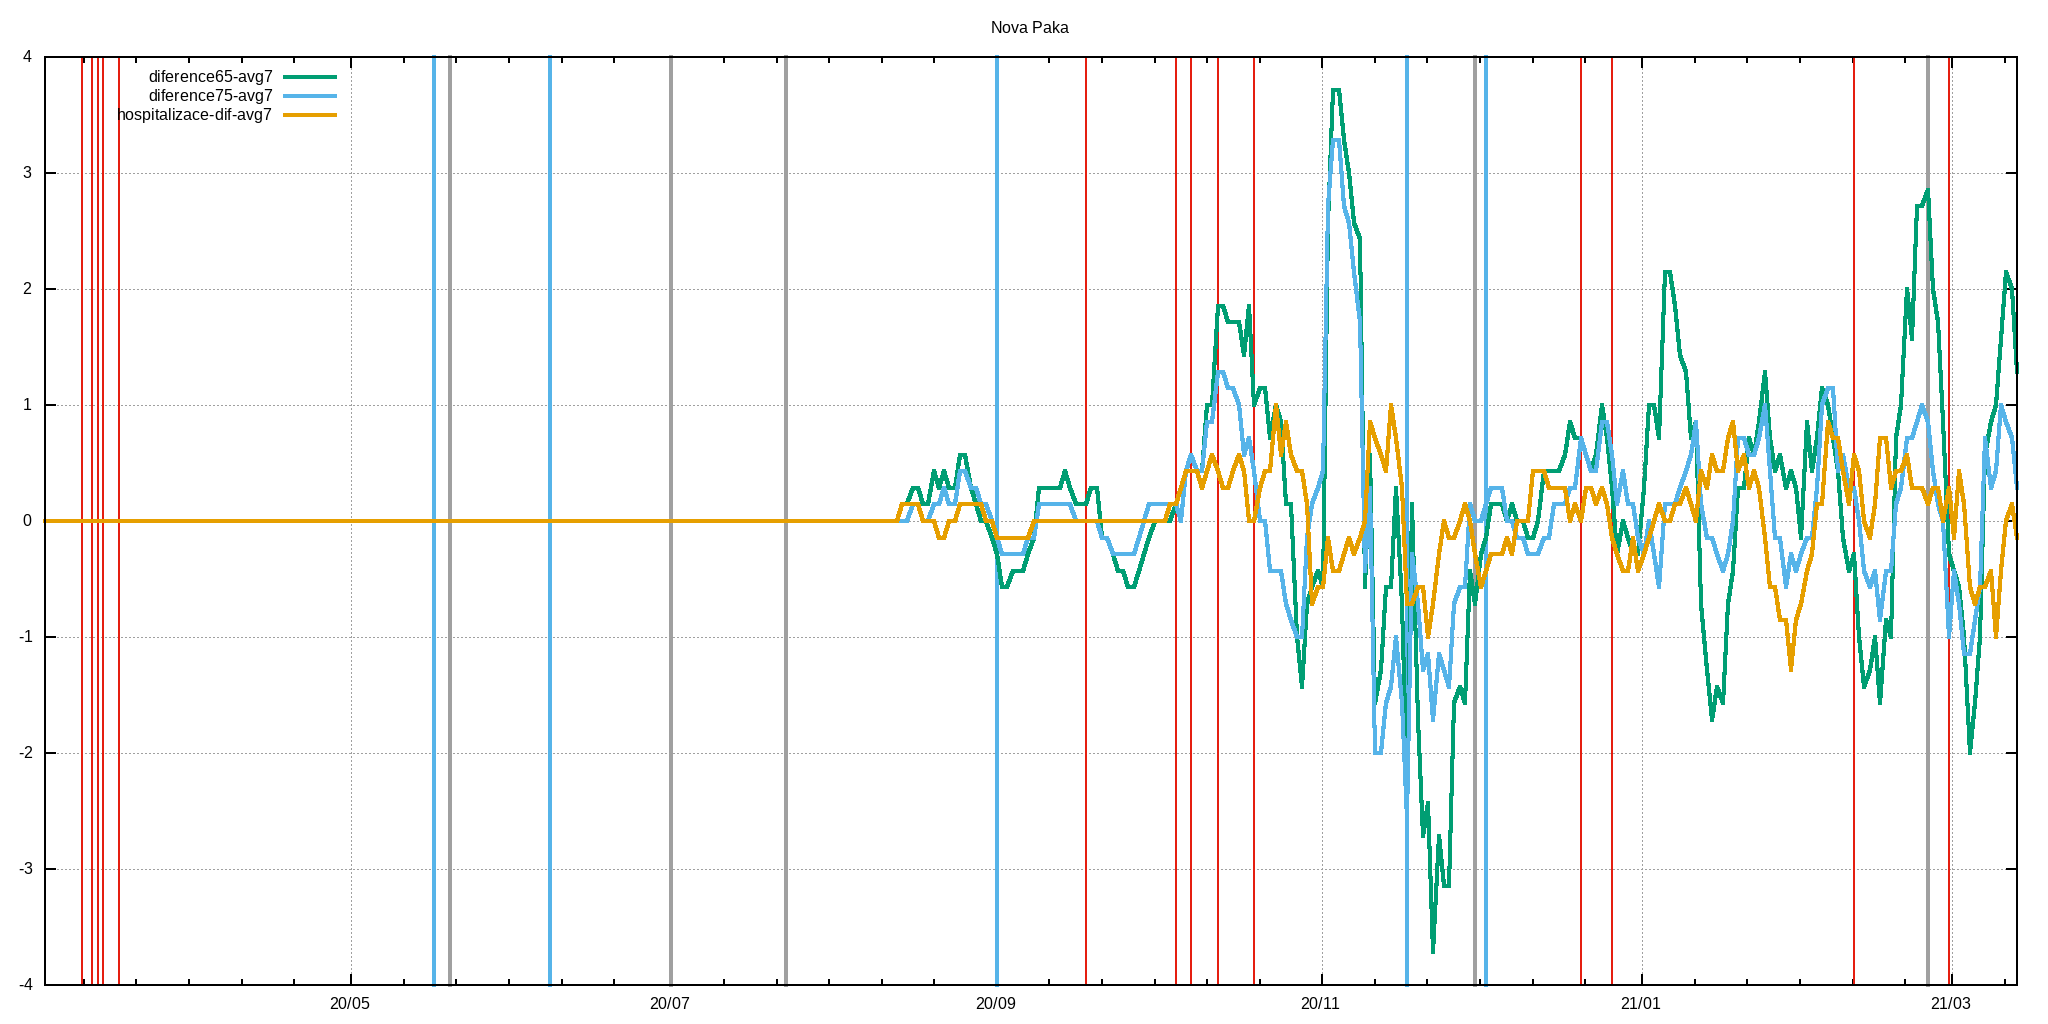 Nova Paka
4
diference65-avg7
diference75-avg7
hospitalizace-dif-avg7
3
2
1
0
-1
-2
-3
-4
20/05 20/07 20/09 20/11 21/01 21/03